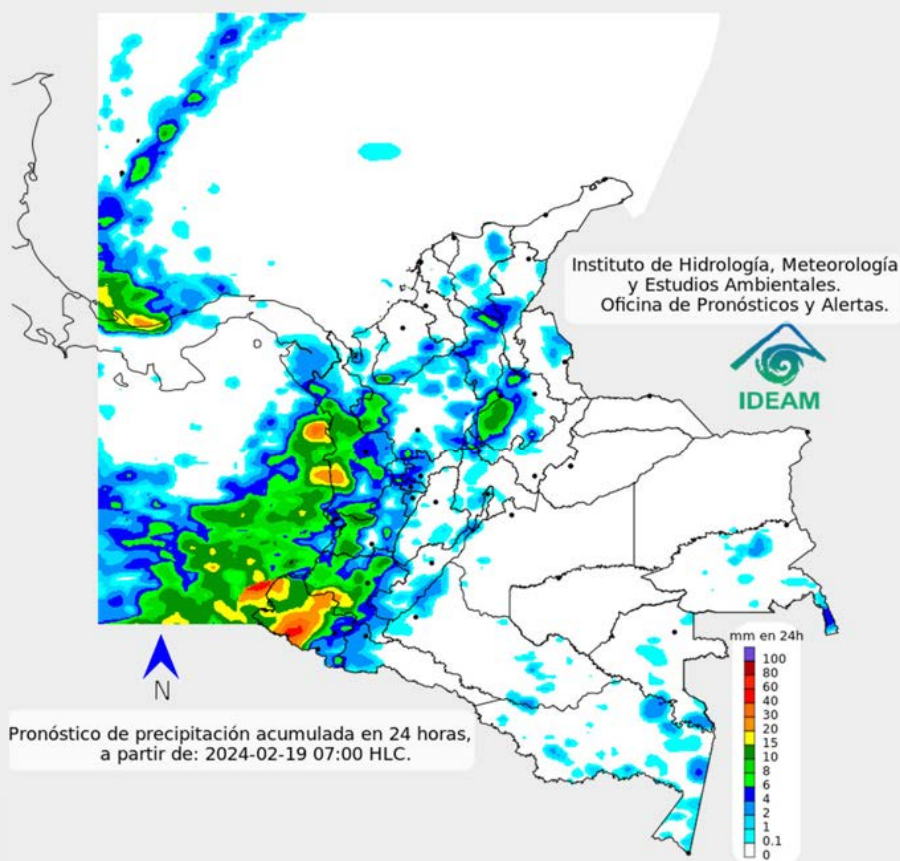 Instituto de Hidrología, Meteorología
y Estudios Ambientales.
Oficina de Pronósticos y Alertas.
IDEAM
N
Pronóstico de precipitación acumulada en 24 horas,
a partir de: 2024-02-19 07:00 HLC.
mm en 24h
100
80
60
40
30
20
15
10
8
6
4
2
1
0.1
0